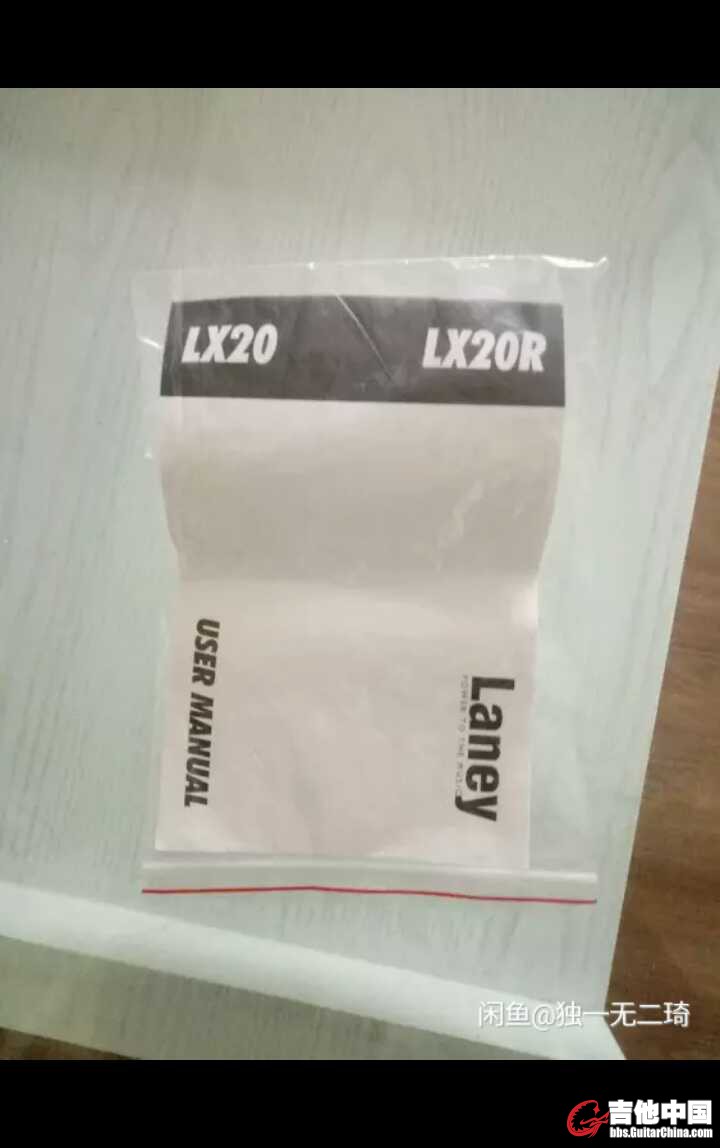 LX20 LX20R
USER MANUAL
Laney
POWER TO THE MUSIC
闲鱼@独一无二琦
吉他中国
bbs.GuitarChina.com